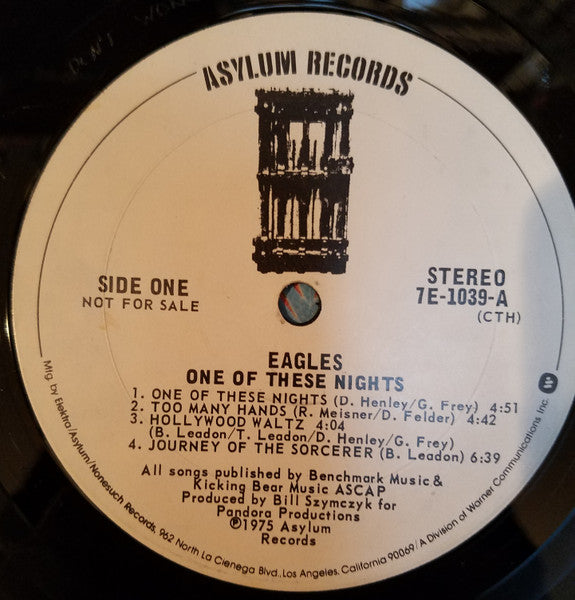 DON'T WOR
ASYLUM RECORDS
SIDE ONE
NOT FOR SALE
STEREO
7E-1039-A
(CTH)
EAGLES
ONE OF THESE NIGHTS
1. ONE OF THESE NIGHTS (D. Henley/G. Frey) 4:51
2. TOO MANY HANDS (R. Meisner/D. Felder) 4:42
3. HOLLYWOOD WALTZ 4:04
(B. Leadon/T. Leadon/D. Henley/G. Frey)
4. JOURNEY OF THE SORCERER (B. Leadon) 6:39
All songs published by Benchmark Music &
Kicking Bear Music ASCAP
Produced by Bill Szymczyk for
Pandora Productions
℗1975 Asylum
Records
Mfg. by Elektra/Asylum/Nonesuch Records, 962 North La Cienega Blvd., Los Angeles, California 90069/A Division of Warner Communications Inc.